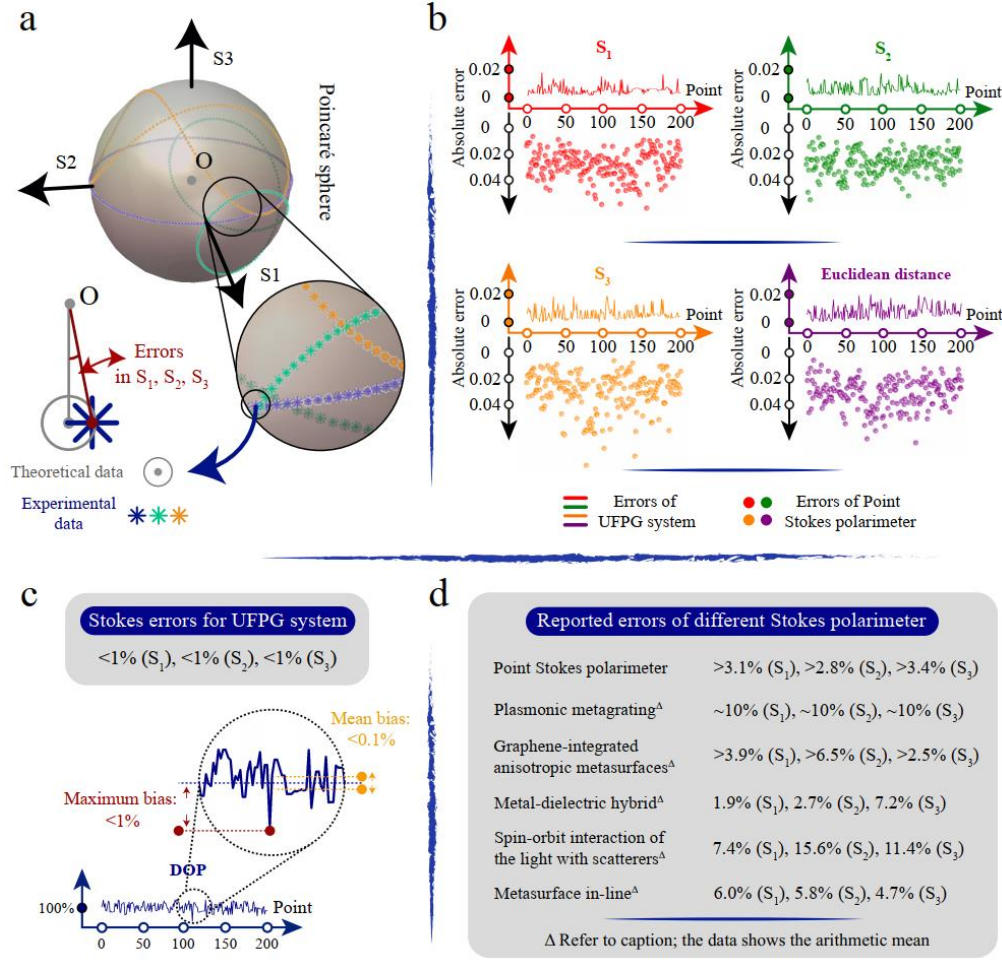 a
S3
S2
O
Poincaré sphere
S1
O
Errors
in S₁, S₂, S₃
Theoretical data
Experimental
data
b
S₁
Absolute error
0.02
0
Point
0 50 100 150 200
0
0.02
0.04
S₂
Absolute error
0.02
0
Point
0 50 100 150 200
0
0.02
0.04
S₃
Absolute error
0.02
0
Point
0 50 100 150 200
0
0.02
0.04
Euclidean distance
Absolute error
0.02
0
Point
0 50 100 150 200
0
0.02
0.04
Errors of
UFPG system
Errors of Point
Stokes polarimeter
c
Stokes errors for UFPG system
<1% (S₁), <1% (S₂), <1% (S₃)
Mean bias:
<0.1%
Maximum bias:
<1%
DOP
100%
Point
0 50 100 150 200
d
Reported errors of different Stokes polarimeter
Point Stokes polarimeter >3.1% (S₁), >2.8% (S₂), >3.4% (S₃)
Plasmonic metagratingᐞ ~10% (S₁), ~10% (S₂), ~10% (S₃)
Graphene-integrated
anisotropic metasurfacesᐞ >3.9% (S₁), >6.5% (S₂), >2.5% (S₃)
Metal-dielectric hybridᐞ 1.9% (S₁), 2.7% (S₂), 7.2% (S₃)
Spin-orbit interaction of
the light with scatterersᐞ 7.4% (S₁), 15.6% (S₂), 11.4% (S₃)
Metasurface in-lineᐞ 6.0% (S₁), 5.8% (S₂), 4.7% (S₃)
Δ Refer to caption; the data shows the arithmetic mean